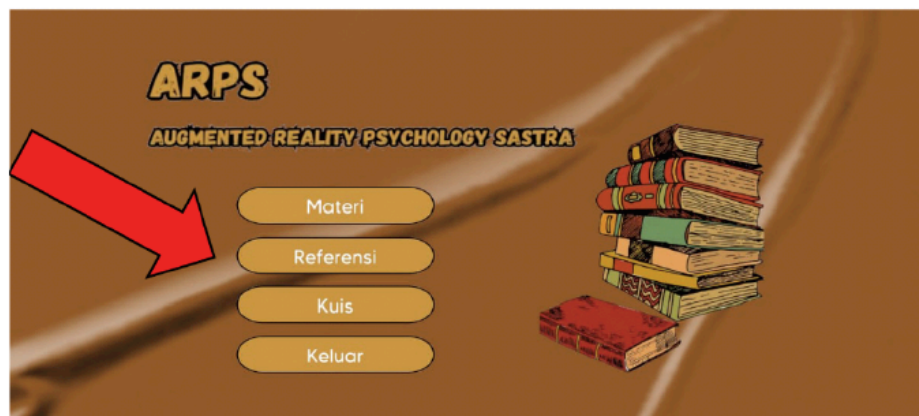 ARPS
AUGMENTED REALITY PSYCHOLOGY SASTRA
Materi
Referensi
Kuis
Keluar